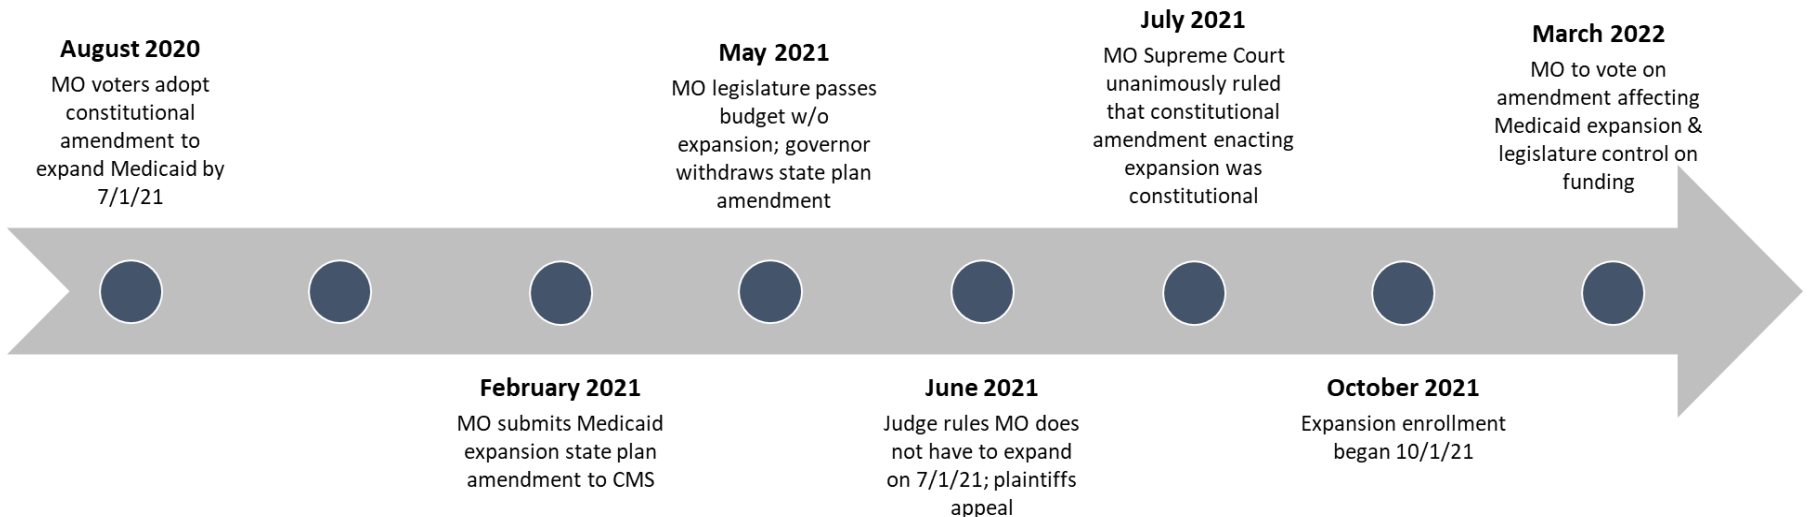 August 2020
MO voters adopt
constitutional
amendment to
expand Medicaid by
7/1/21
February 2021
MO submits Medicaid
expansion state plan
amendment to CMS
May 2021
MO legislature passes
budget w/o
expansion; governor
withdraws state plan
amendment
June 2021
Judge rules MO does
not have to expand
on 7/1/21; plaintiffs
appeal
July 2021
MO Supreme Court
unanimously ruled
that constitutional
amendment enacting
expansion was
constitutional
October 2021
Expansion enrollment
began 10/1/21
March 2022
MO to vote on
amendment affecting
Medicaid expansion &
legislature control on
funding